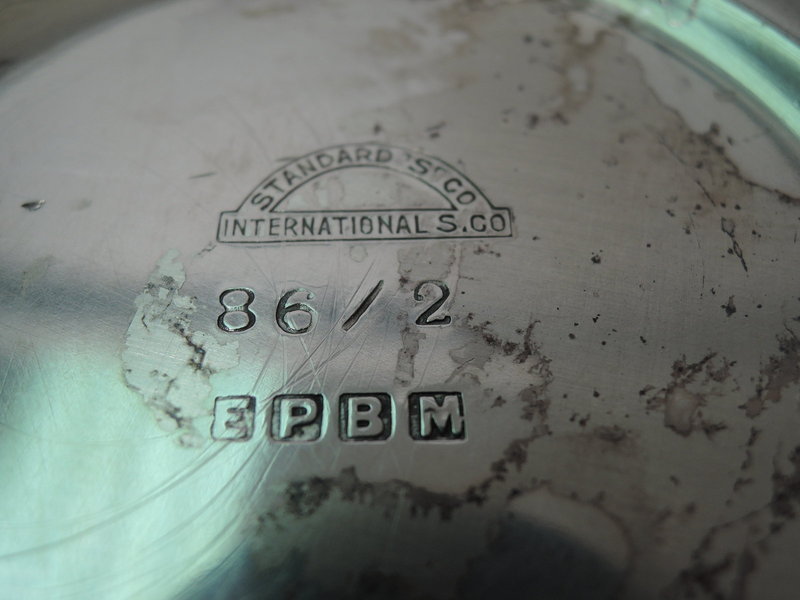 STANDARD S. CO
INTERNATIONAL S.CO
86/2
EPBM